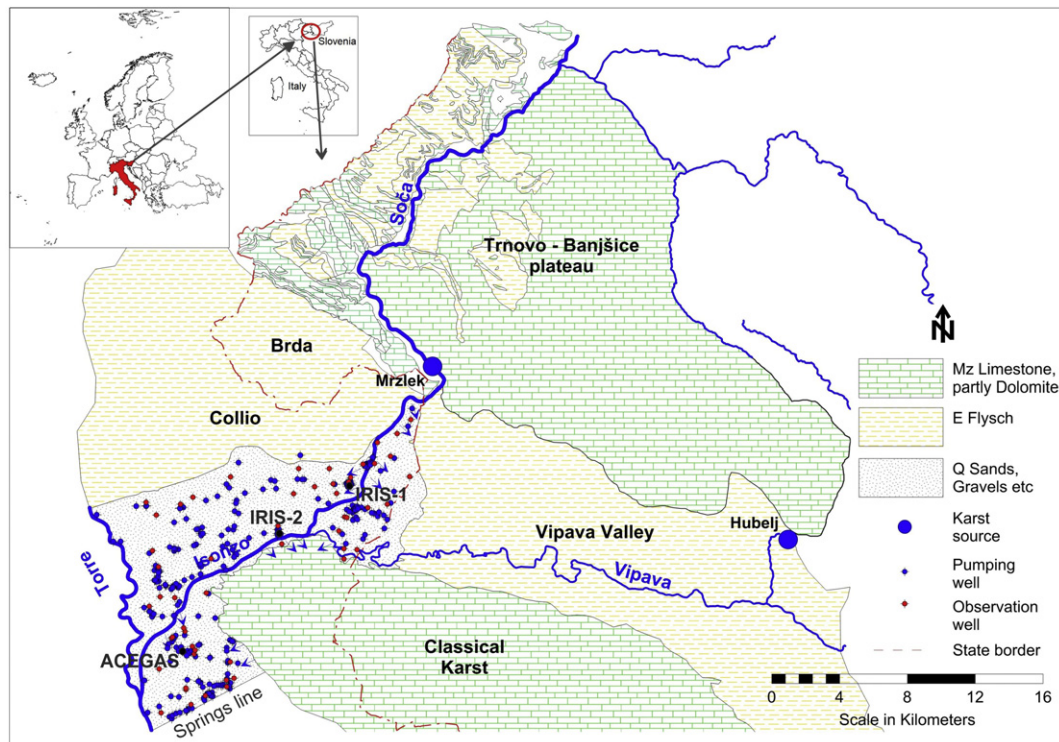 Slovenia
Italy
Soča
Trnovo - Banjšice
plateau
N
Brda
Mrzlek
Collio
Mz Limestone,
partly Dolomite
E Flysch
Q Sands,
Gravels etc
Karst
source
Pumping
well
Observation
well
State border
IRIS-1
IRIS-2
Isonzo
Torre
Vipava Valley
Hubelj
Vipava
ACEGAS
Classical
Karst
Springs line
0 4 8 12 16
Scale in Kilometers